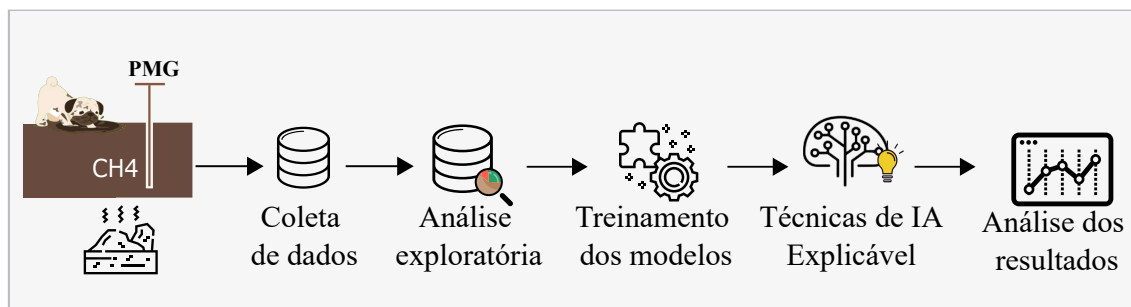 PMG
CH4
Coleta
de dados
Análise
exploratória
Treinamento
dos modelos
Técnicas de IA
Explicável
Análise dos
resultados